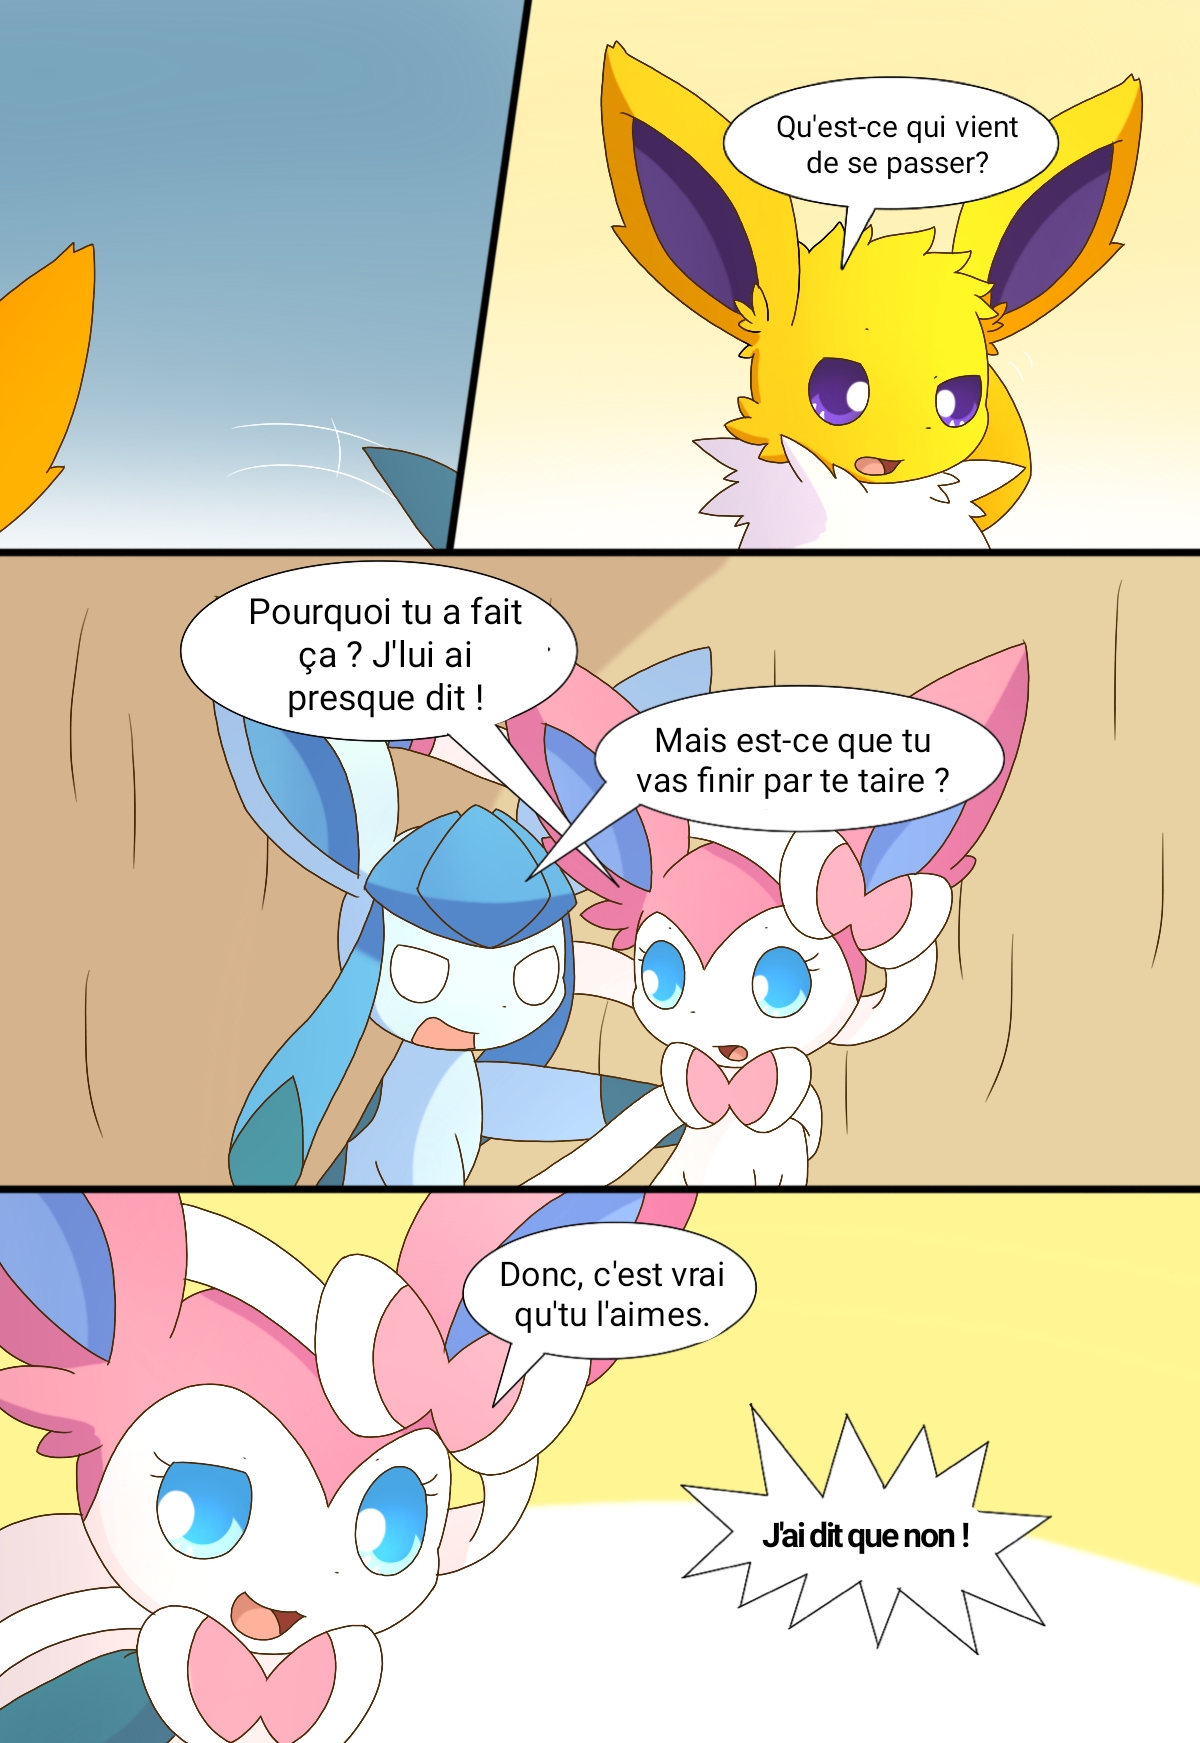 Qu'est-ce qui vient
de se passer?
Pourquoi tu a fait
ça ? J'lui ai
presque dit !
Mais est-ce que tu
vas finir par te taire ?
Donc, c'est vrai
qu'tu l'aimes.
J'ai dit que non !